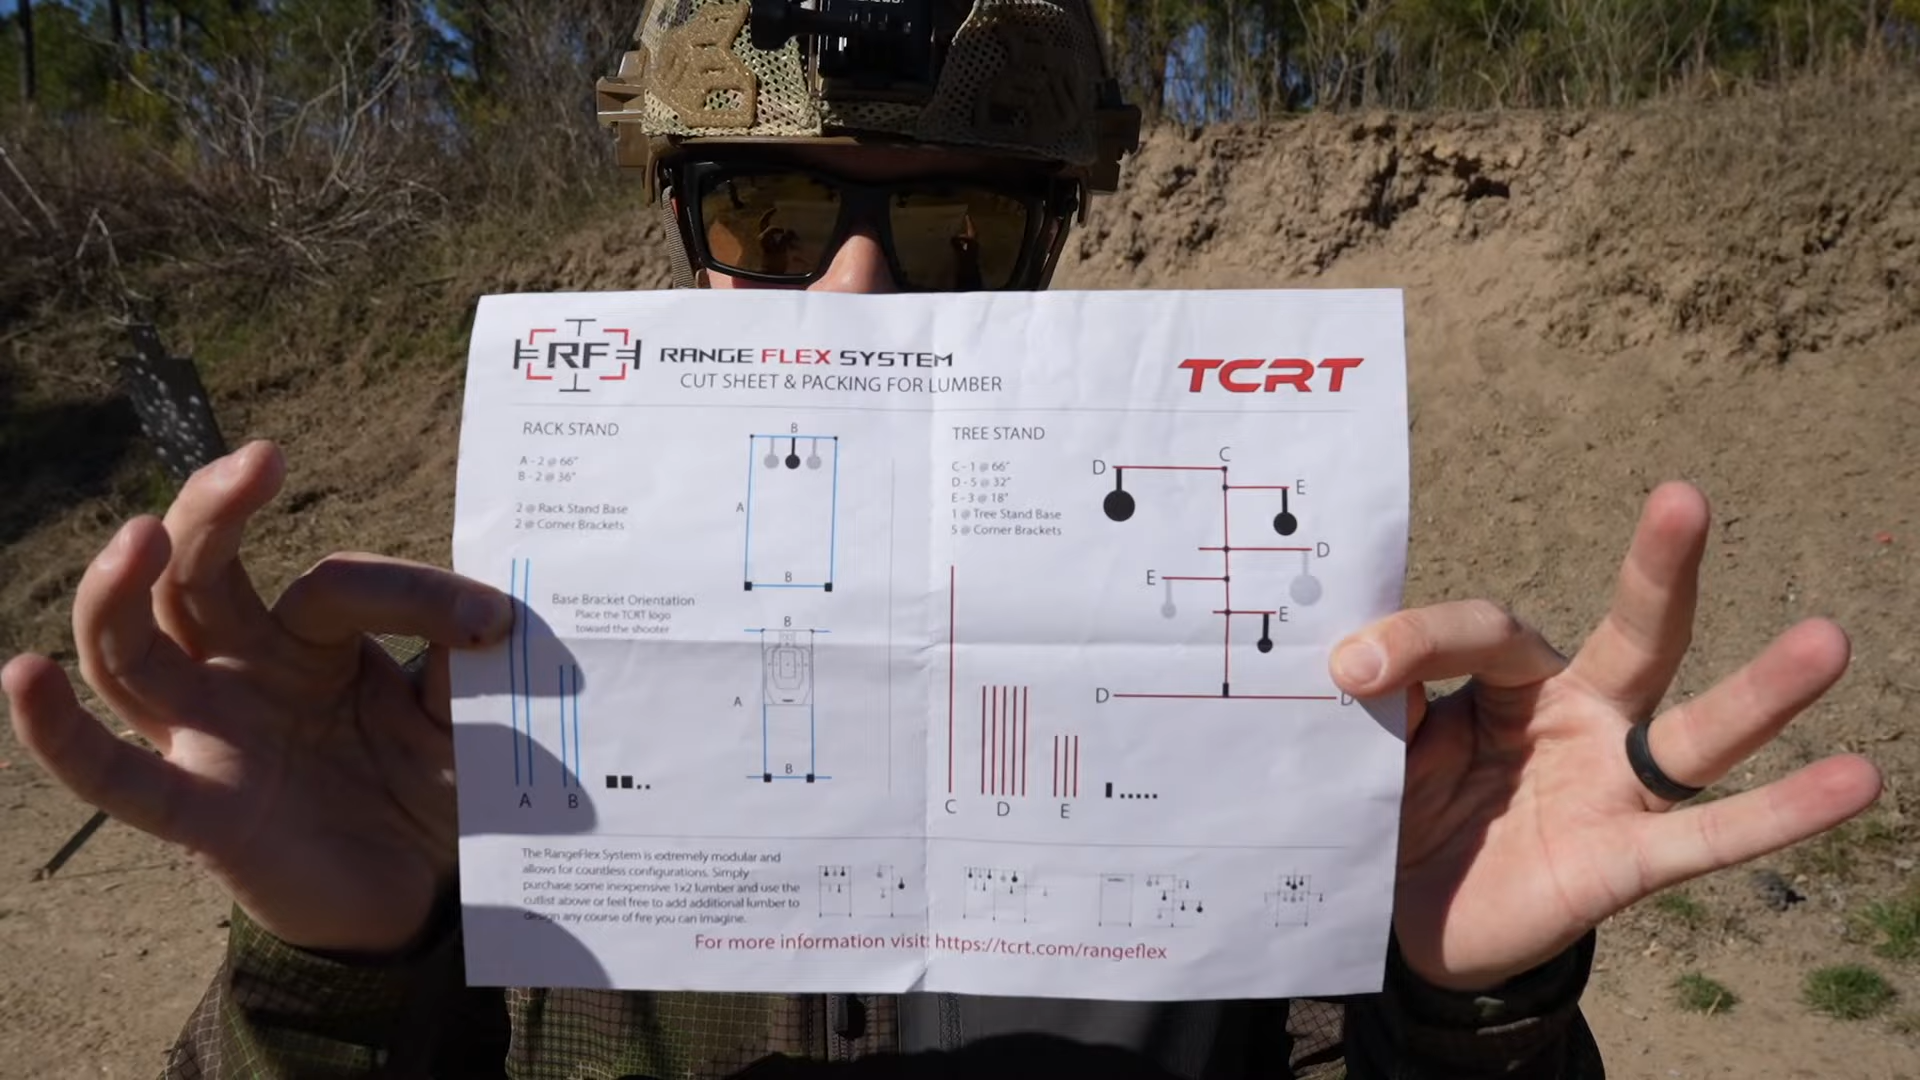 RF
RANGE FLEX SYSTEM
CUT SHEET & PACKING FOR LUMBER
TCRT
RACK STAND
A - 2 @ 66"
B - 2 @ 36"
2 @ Rack Stand Base
2 @ Corner Brackets
B
A
B
Base Bracket Orientation
Place the TCRT logo
toward the shooter
B
A
B
A B
TREE STAND
C - 1 @ 66"
D - 5 @ 32"
E - 3 @ 18"
1 @ Tree Stand Base
5 @ Corner Brackets
C
D
E
D
E
E
D D
C D E
The RangeFlex System is extremely modular and
allows for countless configurations. Simply
purchase some inexpensive 1x2 lumber and use the
cutlist above or feel free to add additional lumber to
design any course of fire you can imagine.
For more information visit: https://tcrt.com/rangeflex